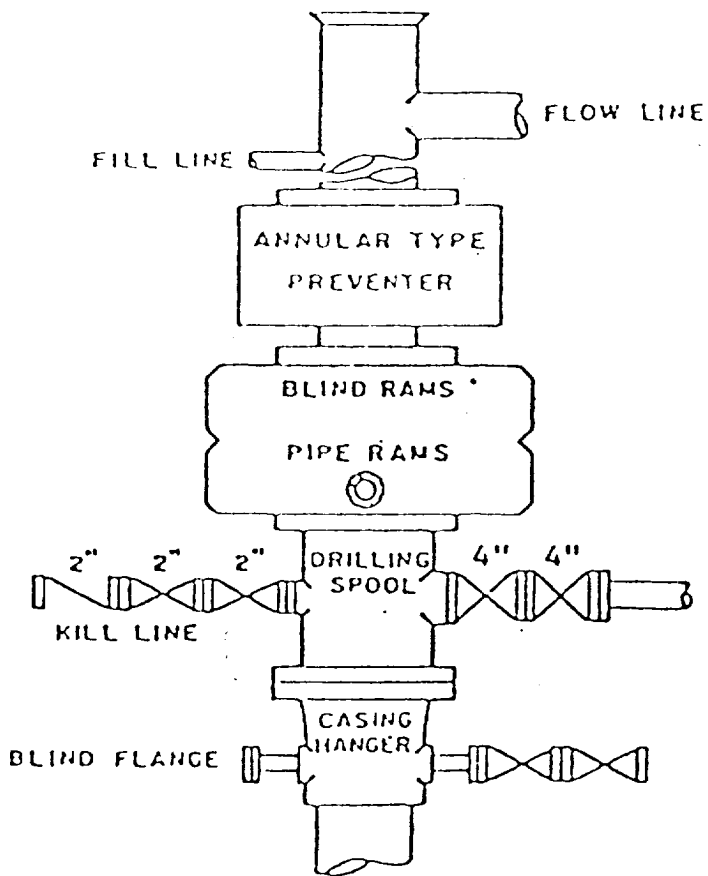 FLOW LINE
FILL LINE
ANNULAR TYPE
PREVENTER
BLIND RAMS
PIPE RAMS
2" 2" 2"
DRILLING
SPOOL
4" 4"
KILL LINE
CASING
HANGER
BLIND FLANGE